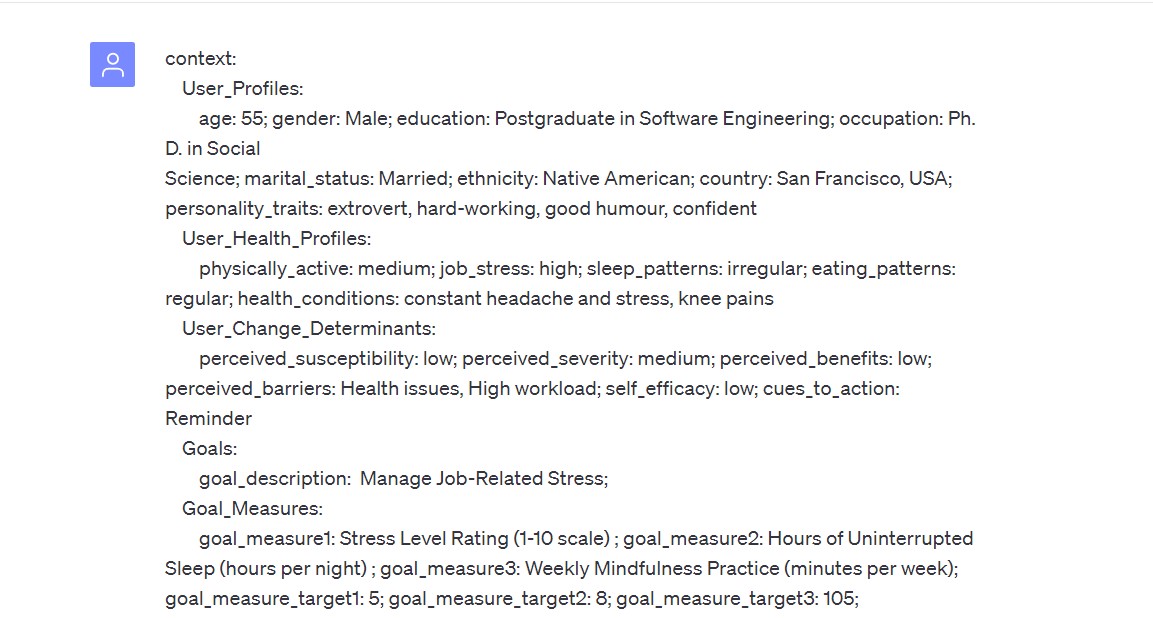 context:
User_Profiles:
age: 55; gender: Male; education: Postgraduate in Software Engineering; occupation: Ph.
D. in Social
Science; marital_status: Married; ethnicity: Native American; country: San Francisco, USA;
personality_traits: extrovert, hard-working, good humour, confident
User_Health_Profiles:
physically_active: medium; job_stress: high; sleep_patterns: irregular; eating_patterns:
regular; health_conditions: constant headache and stress, knee pains
User_Change_Determinants:
perceived_susceptibility: low; perceived_severity: medium; perceived_benefits: low;
perceived_barriers: Health issues, High workload; self_efficacy: low; cues_to_action:
Reminder
Goals:
goal_description:  Manage Job-Related Stress;
Goal_Measures:
goal_measure1: Stress Level Rating (1-10 scale) ; goal_measure2: Hours of Uninterrupted
Sleep (hours per night) ; goal_measure3: Weekly Mindfulness Practice (minutes per week);
goal_measure_target1: 5; goal_measure_target2: 8; goal_measure_target3: 105;